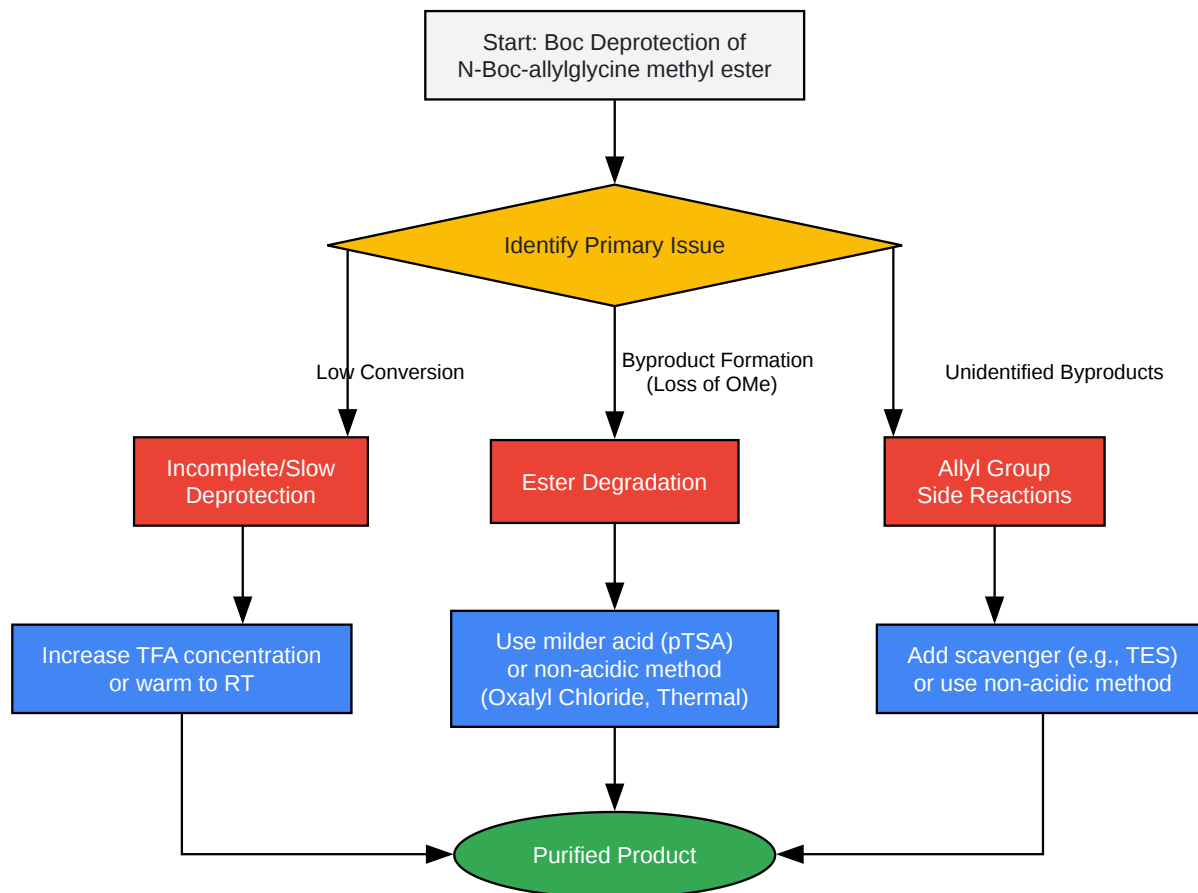 Start: Boc Deprotection of
N-Boc-allylglycine methyl ester
Identify Primary Issue
Low Conversion
Byproduct Formation
(Loss of OMe)
Unidentified Byproducts
Incomplete/Slow
Deprotection
Ester Degradation
Allyl Group
Side Reactions
Increase TFA concentration
or warm to RT
Use milder acid (pTSA)
or non-acidic method
(Oxalyl Chloride, Thermal)
Add scavenger (e.g., TES)
or use non-acidic method
Purified Product